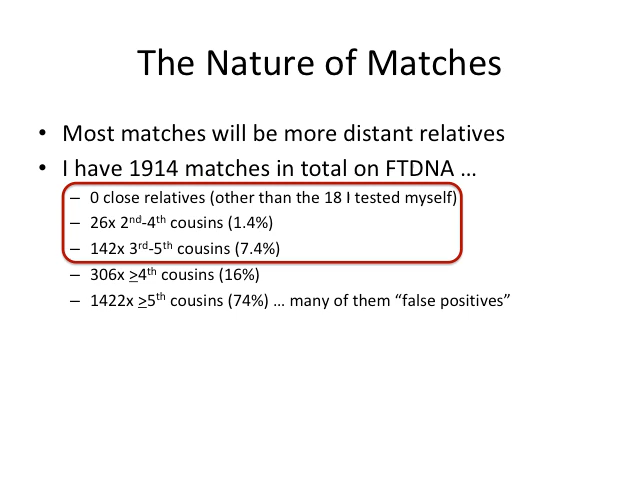 The Nature of Matches
• Most matches will be more distant relatives
• I have 1914 matches in total on FTDNA …
– 0 close relatives (other than the 18 I tested myself)
– 26x 2nd-4th cousins (1.4%)
– 142x 3rd-5th cousins (7.4%)
– 306x ≥4th cousins (16%)
– 1422x ≥5th cousins (74%) … many of them “false positives”